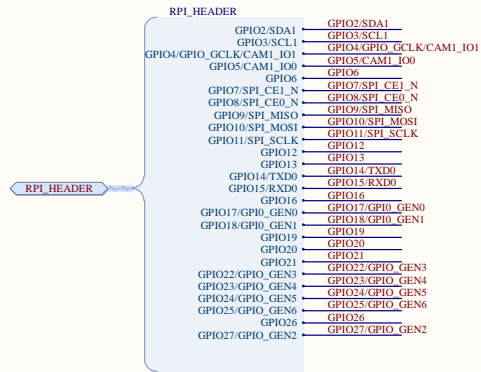 RPI_HEADER
GPIO2/SDA1 GPIO2/SDA1
GPIO3/SCL1 GPIO3/SCL1
GPIO4/GPIO_GCLK/CAM1_IO1 GPIO4/GPIO_GCLK/CAM1_IO1
GPIO5/CAM1_IO0 GPIO5/CAM1_IO0
GPIO6 GPIO6
GPIO7/SPI_CE1_N GPIO7/SPI_CE1_N
GPIO8/SPI_CE0_N GPIO8/SPI_CE0_N
GPIO9/SPI_MISO GPIO9/SPI_MISO
GPIO10/SPI_MOSI GPIO10/SPI_MOSI
GPIO11/SPI_SCLK GPIO11/SPI_SCLK
GPIO12 GPIO12
GPIO13 GPIO13
GPIO14/TXD0 GPIO14/TXD0
GPIO15/RXD0 GPIO15/RXD0
RPI_HEADER
GPIO16 GPIO16
GPIO17/GPI0_GEN0 GPIO17/GPI0_GEN0
GPIO18/GPI0_GEN1 GPIO18/GPI0_GEN1
GPIO19 GPIO19
GPIO20 GPIO20
GPIO21 GPIO21
GPIO22/GPIO_GEN3 GPIO22/GPIO_GEN3
GPIO23/GPIO_GEN4 GPIO23/GPIO_GEN4
GPIO24/GPIO_GEN5 GPIO24/GPIO_GEN5
GPIO25/GPIO_GEN6 GPIO25/GPIO_GEN6
GPIO26 GPIO26
GPIO27/GPIO_GEN2 GPIO27/GPIO_GEN2